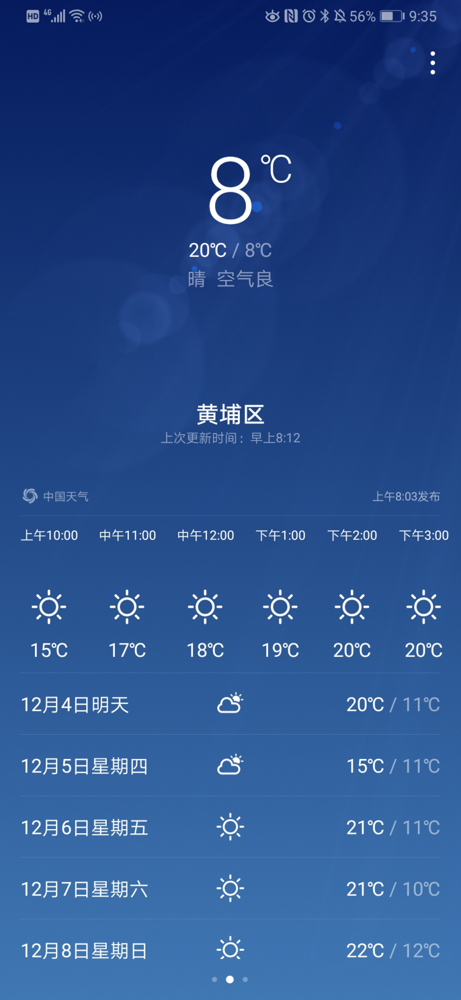 HD 4G 56% 9:35
8℃
20℃ / 8℃
晴 空气良
黄埔区
上次更新时间：早上8:12
中国天气 上午8:03发布
上午10:00 中午11:00 中午12:00 下午1:00 下午2:00 下午3:00
15℃ 17℃ 18℃ 19℃ 20℃ 20℃
12月4日明天 20℃ / 11℃
12月5日星期四 15℃ / 11℃
12月6日星期五 21℃ / 11℃
12月7日星期六 21℃ / 10℃
12月8日星期日 22℃ / 12℃